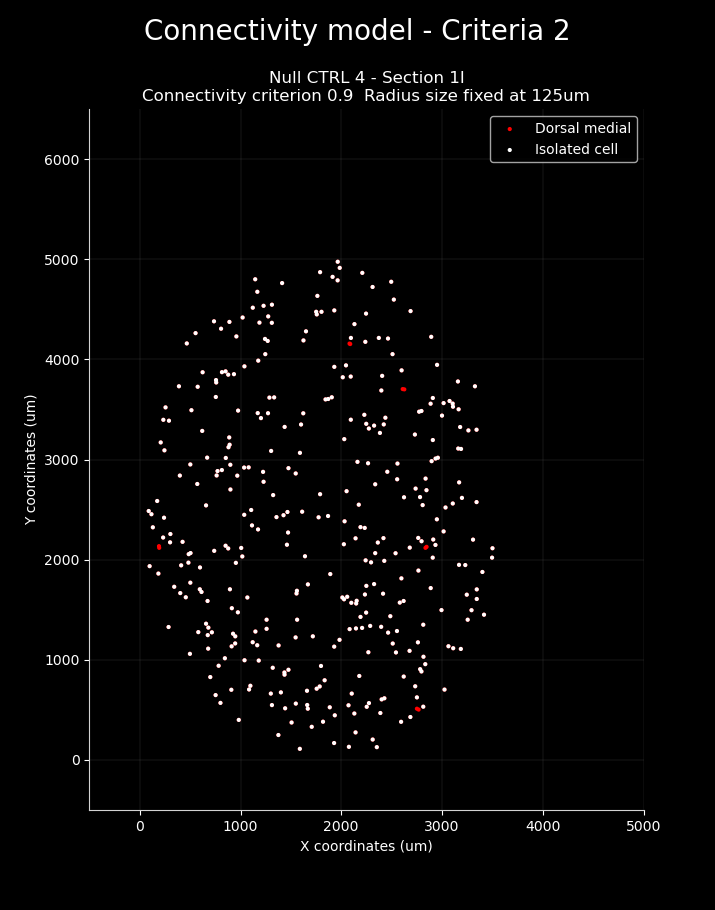 Connectivity model - Criteria 2
Null CTRL 4 - Section 1l
Connectivity criterion 0.9  Radius size fixed at 125um
Dorsal medial
Isolated cell
6000
5000
4000
3000
2000
1000
0
Y coordinates (um)
0 1000 2000 3000 4000 5000
X coordinates (um)